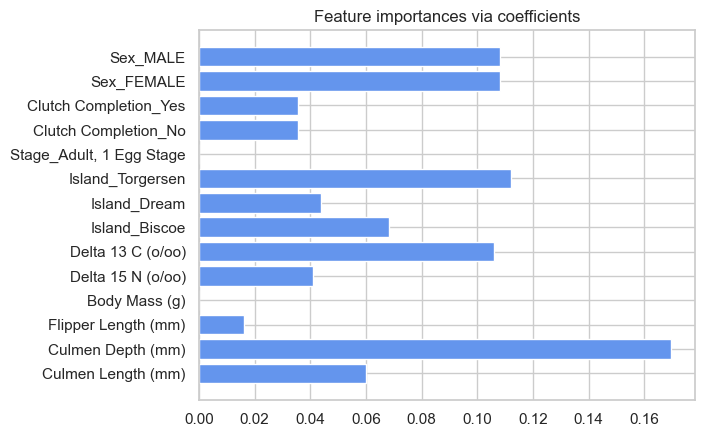 Feature importances via coefficients
Sex_MALE
Sex_FEMALE
Clutch Completion_Yes
Clutch Completion_No
Stage_Adult, 1 Egg Stage
Island_Torgersen
Island_Dream
Island_Biscoe
Delta 13 C (o/oo)
Delta 15 N (o/oo)
Body Mass (g)
Flipper Length (mm)
Culmen Depth (mm)
Culmen Length (mm)
0.00 0.02 0.04 0.06 0.08 0.10 0.12 0.14 0.16